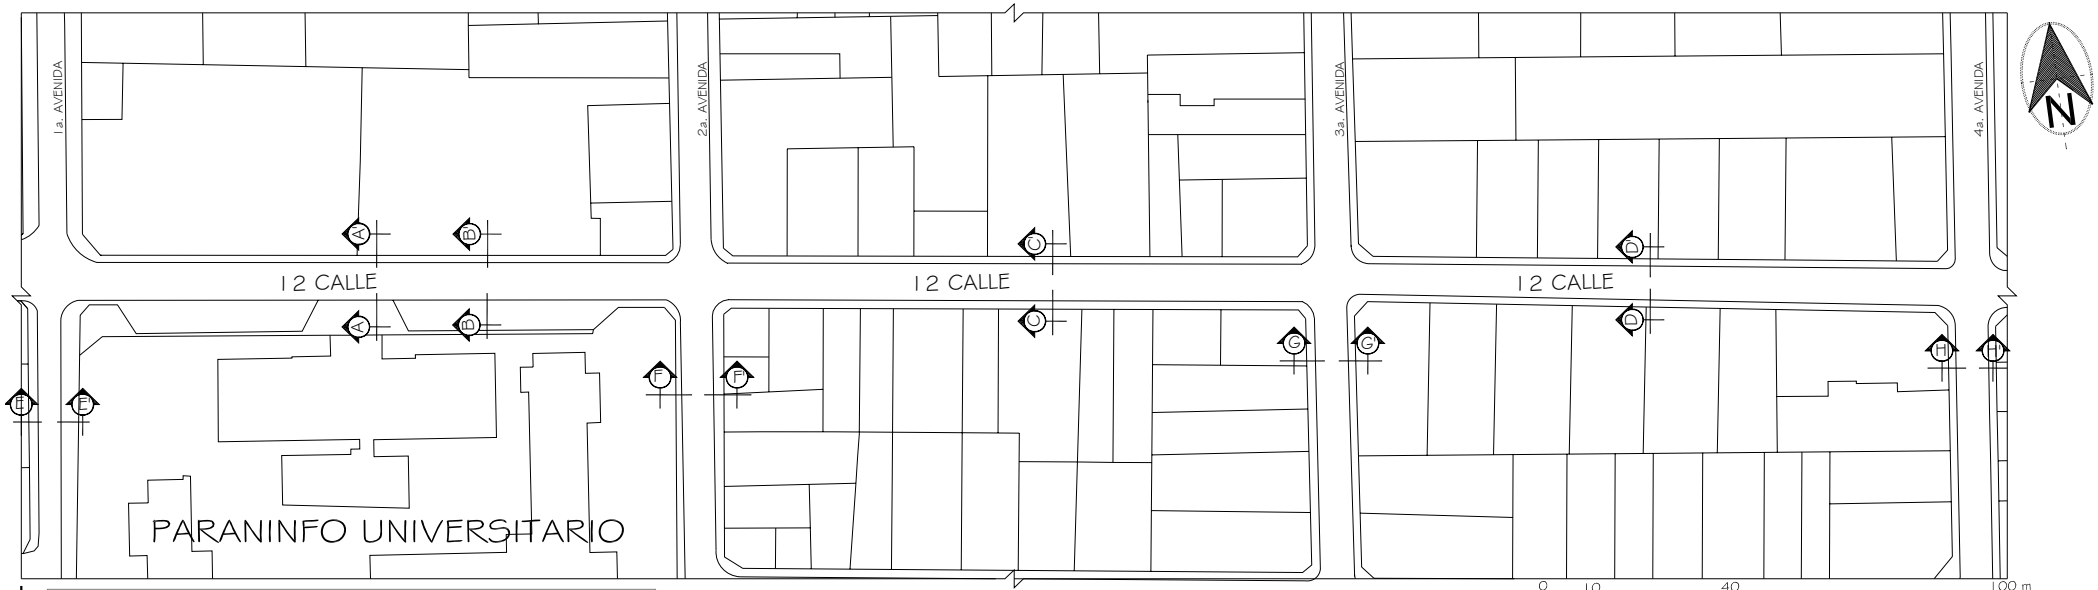 1a. AVENIDA
2a. AVENIDA
3a. AVENIDA
4a. AVENIDA
N
A' B' C' D'
12 CALLE 12 CALLE 12 CALLE
A B C D
G G' H H'
F F'
E E'
PARANINFO UNIVERSITARIO
0 10 40 100 m